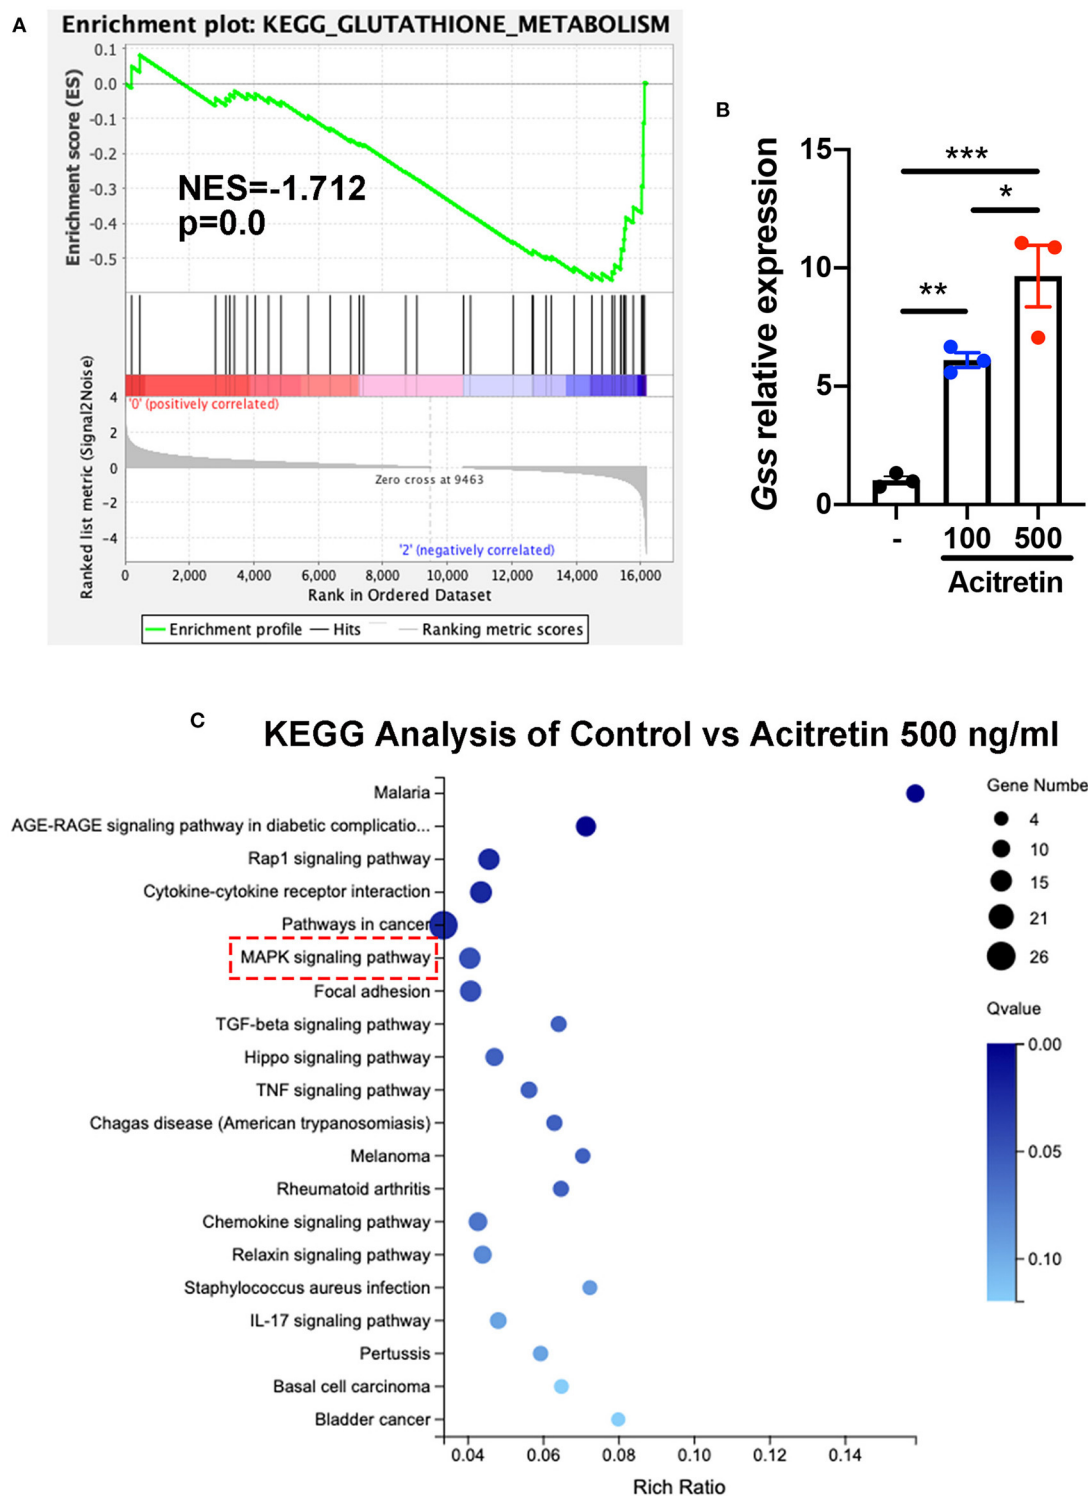 A
Enrichment plot: KEGG_GLUTATHIONE_METABOLISM
Enrichment score (ES)
0.1
0.0
-0.1
-0.2
-0.3
-0.4
-0.5
NES=-1.712
p=0.0
Ranked list metric (Signal2Noise)
'0' (positively correlated)
4
2
0
-2
-4
Zero cross at 9463
'2' (negatively correlated)
0 2,000 4,000 6,000 8,000 10,000 12,000 14,000 16,000
Rank in Ordered Dataset
Enrichment profile Hits Ranking metric scores
B
Gss relative expression
15
10
5
0
***
*
**
- 100 500
Acitretin
C
KEGG Analysis of Control vs Acitretin 500 ng/ml
Malaria
AGE-RAGE signaling pathway in diabetic complicatio...
Rap1 signaling pathway
Cytokine-cytokine receptor interaction
Pathways in cancer
MAPK signaling pathway
Focal adhesion
TGF-beta signaling pathway
Hippo signaling pathway
TNF signaling pathway
Chagas disease (American trypanosomiasis)
Melanoma
Rheumatoid arthritis
Chemokine signaling pathway
Relaxin signaling pathway
Staphylococcus aureus infection
IL-17 signaling pathway
Pertussis
Basal cell carcinoma
Bladder cancer
0.04 0.06 0.08 0.10 0.12 0.14
Rich Ratio
Gene Numbe
4
10
15
21
26
Qvalue
0.00
0.05
0.10